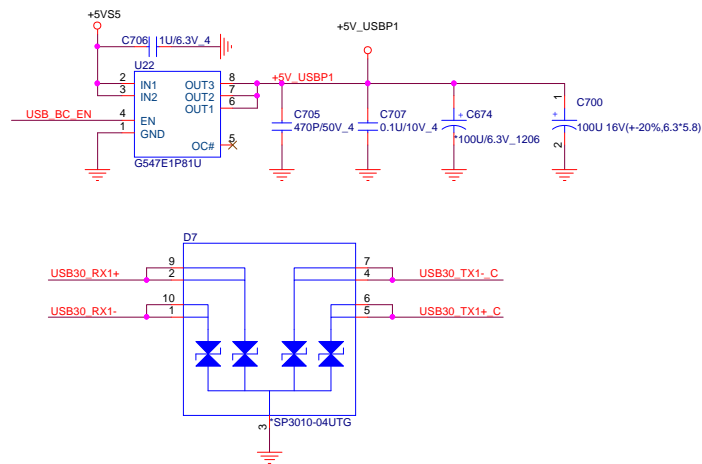 +5VS5
+5V_USBP1
C706
1U/6.3V_4
U22
2 IN1 OUT3 8 +5V_USBP1
3 IN2 OUT2 7
OUT1 6
USB_BC_EN 4 EN
1 GND
OC# 5
G547E1P81U
C705
470P/50V_4
C707
0.1U/10V_4
+ C674
*100U/6.3V_1206
1
+
2
C700
100U 16V(+-20%,6.3*5.8)
D7
USB30_RX1+ 9 7 USB30_TX1-_C
2 4
USB30_RX1- 10 6 USB30_TX1+_C
1 5
3
*SP3010-04UTG